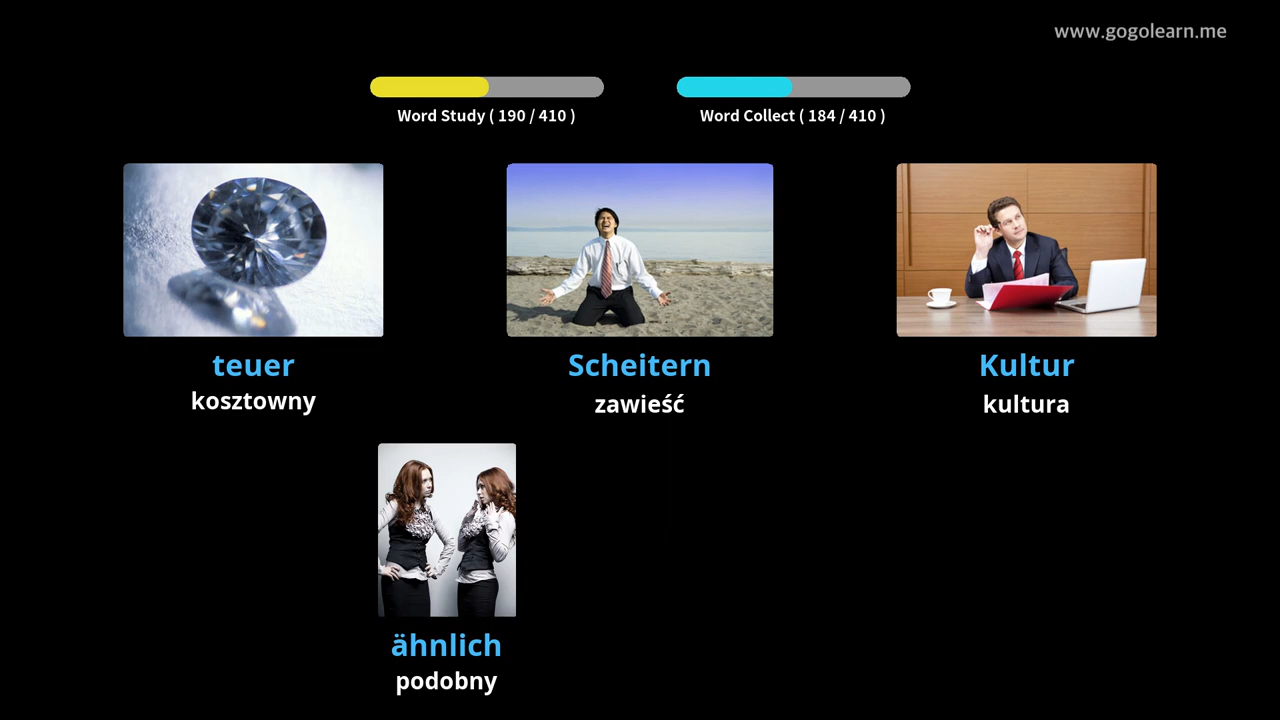 www.gogolearn.me
Word Study ( 190 / 410 )
Word Collect ( 184 / 410 )
teuer
kosztowny
Scheitern
zawieść
Kultur
kultura
ähnlich
podobny